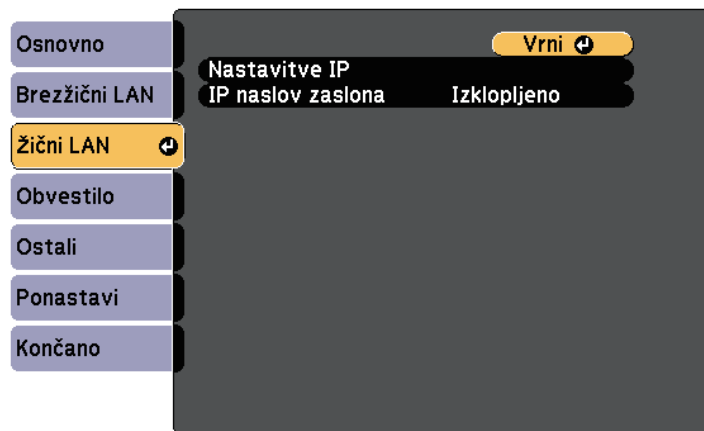 Osnovno
Brezžični LAN
Žični LAN
Obvestilo
Ostali
Ponastavi
Končano
Vrni
Nastavitve IP
IP naslov zaslona Izklopljeno